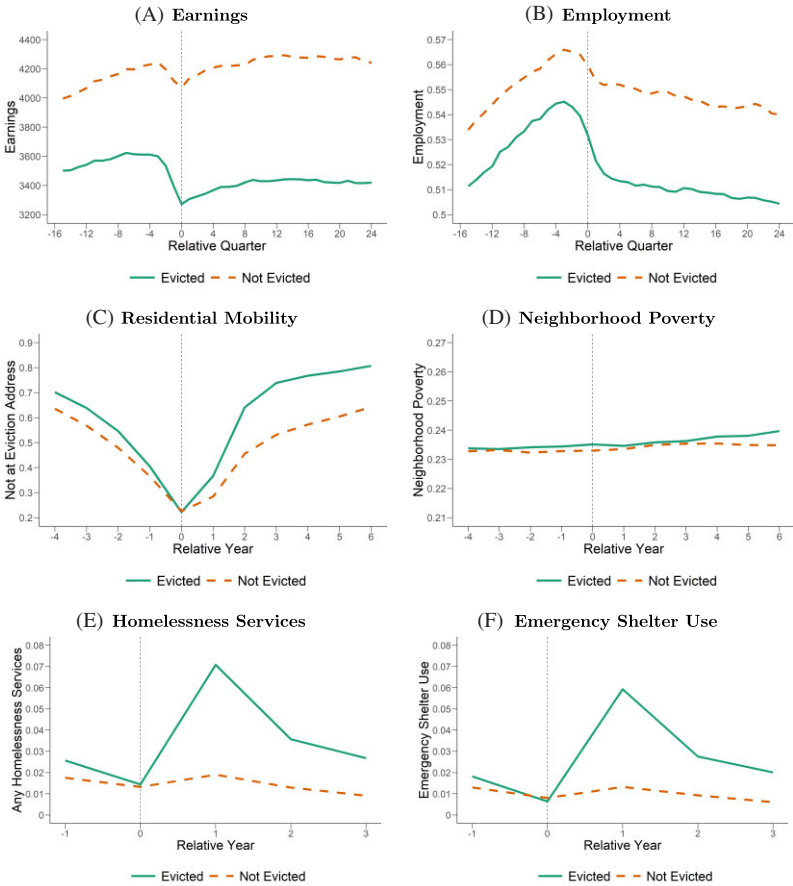 (A) Earnings
4400
4200
4000
3800
3600
3400
3200
Earnings
-16 -12 -8 -4 0 4 8 12 16 20 24
Relative Quarter
Evicted Not Evicted
(B) Employment
0.57
0.56
0.55
0.54
0.53
0.52
0.51
0.5
Employment
-16 -12 -8 -4 0 4 8 12 16 20 24
Relative Quarter
Evicted Not Evicted
(C) Residential Mobility
0.9
0.8
0.7
0.6
0.5
0.4
0.3
0.2
Not at Eviction Address
-4 -3 -2 -1 0 1 2 3 4 5 6
Relative Year
Evicted Not Evicted
(D) Neighborhood Poverty
0.27
0.26
0.25
0.24
0.23
0.22
0.21
Neighborhood Poverty
-4 -3 -2 -1 0 1 2 3 4 5 6
Relative Year
Evicted Not Evicted
(E) Homelessness Services
0.08
0.07
0.06
0.05
0.04
0.03
0.02
0.01
0
Any Homelessness Services
-1 0 1 2 3
Relative Year
Evicted Not Evicted
(F) Emergency Shelter Use
0.08
0.07
0.06
0.05
0.04
0.03
0.02
0.01
0
Emergency Shelter Use
-1 0 1 2 3
Relative Year
Evicted Not Evicted